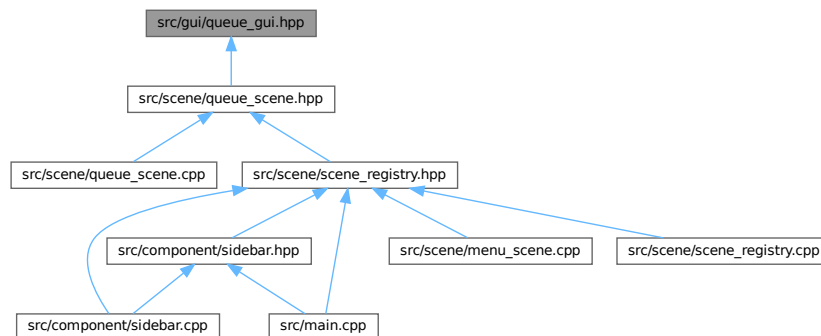 src/gui/queue_gui.hpp
src/scene/queue_scene.hpp
src/scene/queue_scene.cpp
src/scene/scene_registry.hpp
src/component/sidebar.hpp
src/scene/menu_scene.cpp
src/scene/scene_registry.cpp
src/component/sidebar.cpp
src/main.cpp